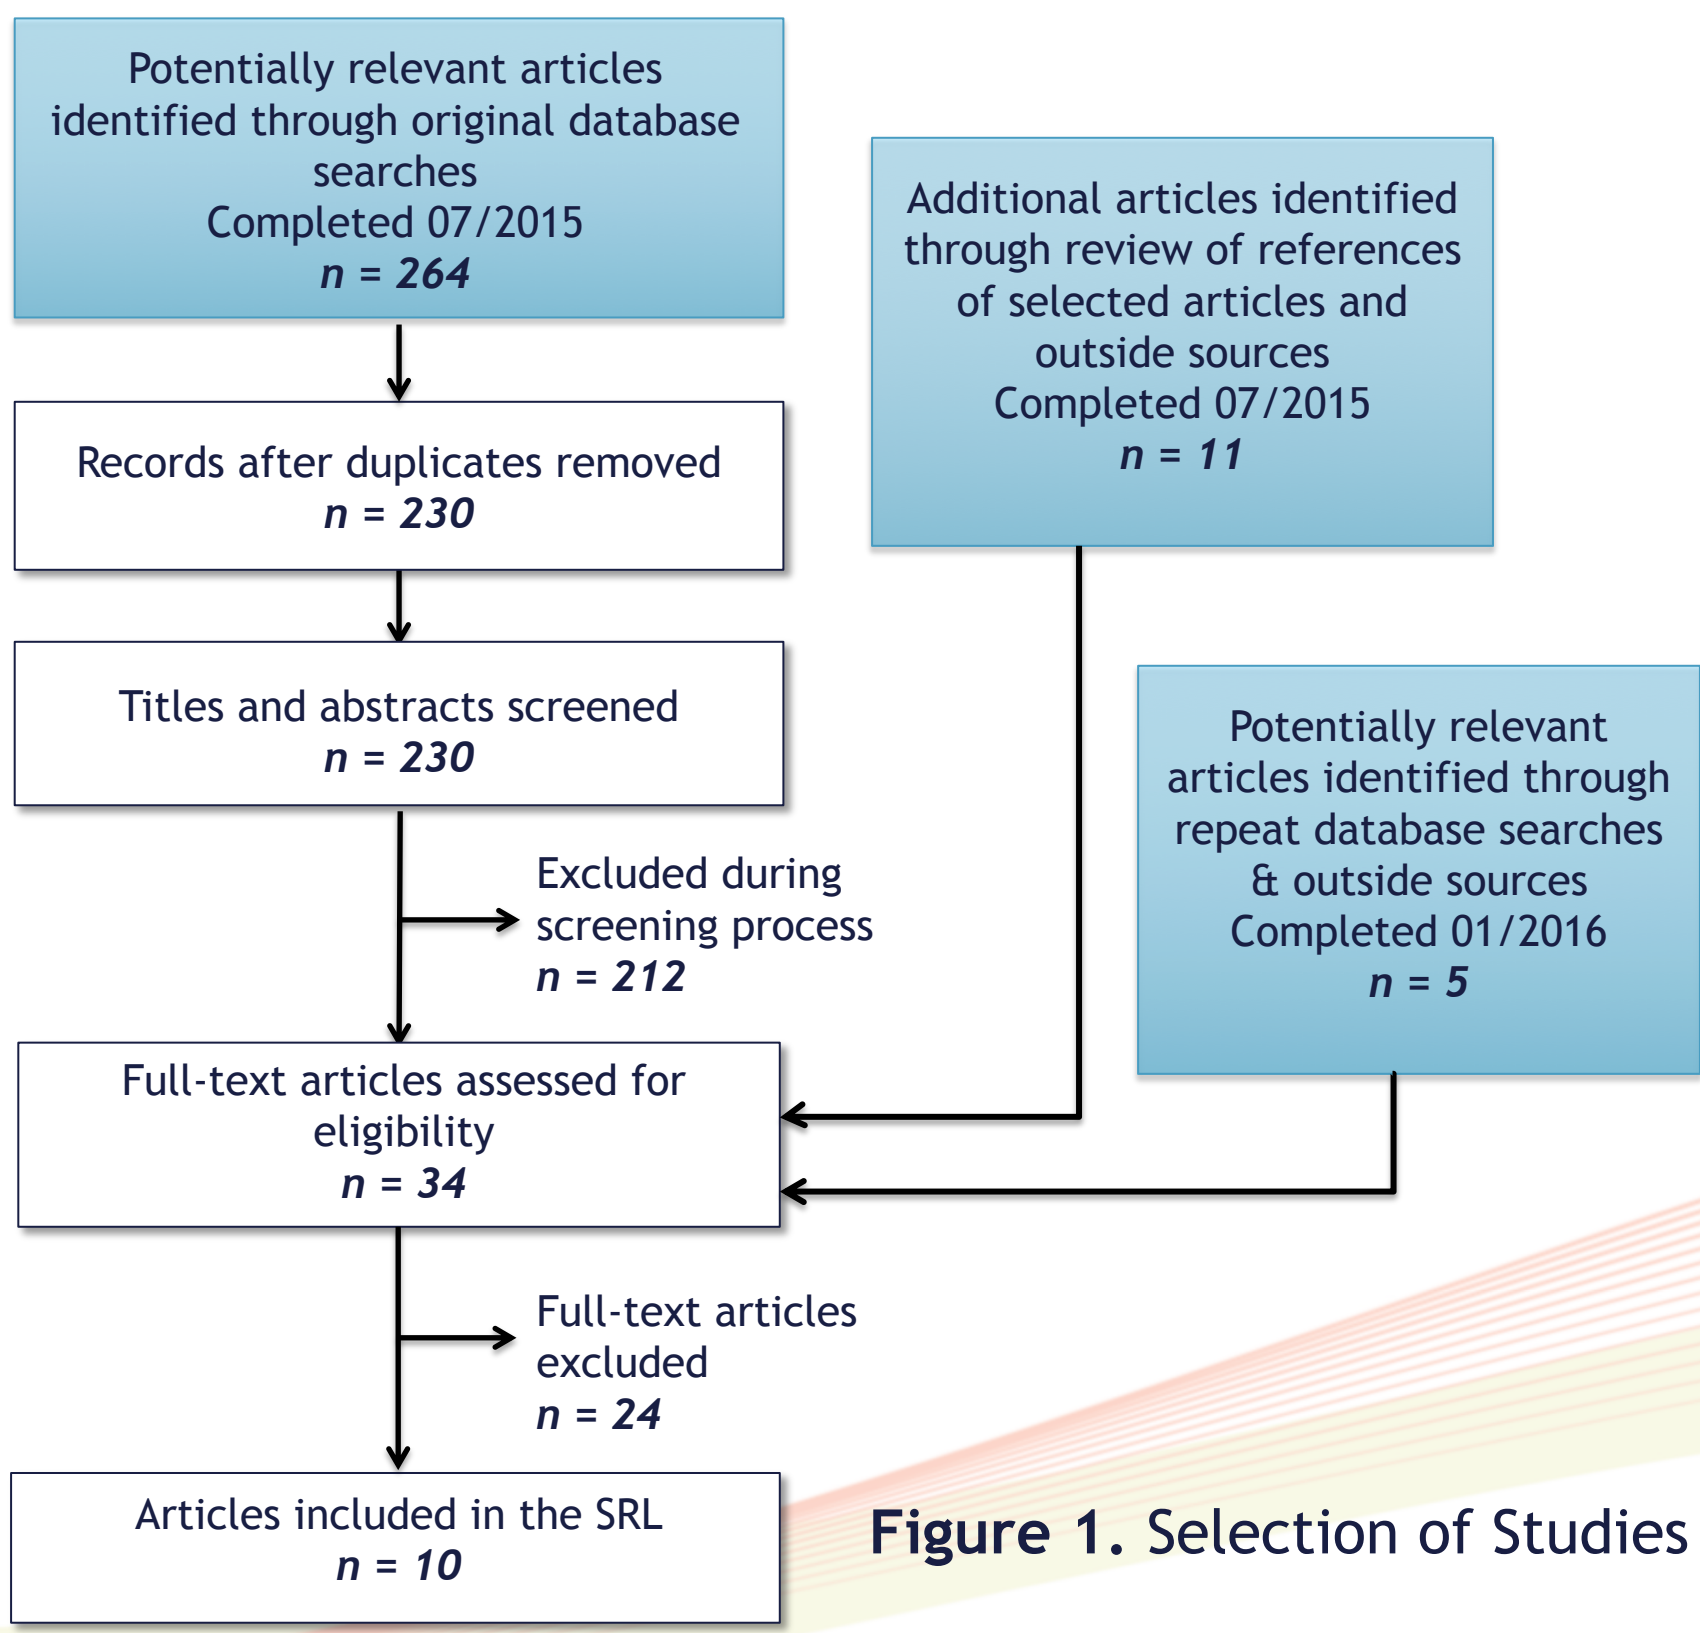 Potentially relevant articles
identified through original database
searches
Completed 07/2015
n = 264
Records after duplicates removed
n = 230
Titles and abstracts screened
n = 230
Excluded during
screening process
n = 212
Additional articles identified
through review of references
of selected articles and
outside sources
Completed 07/2015
n = 11
Potentially relevant
articles identified through
repeat database searches
& outside sources
Completed 01/2016
n = 5
Full-text articles assessed for
eligibility
n = 34
Full-text articles
excluded
n = 24
Articles included in the SRL
n = 10
Figure 1. Selection of Studies